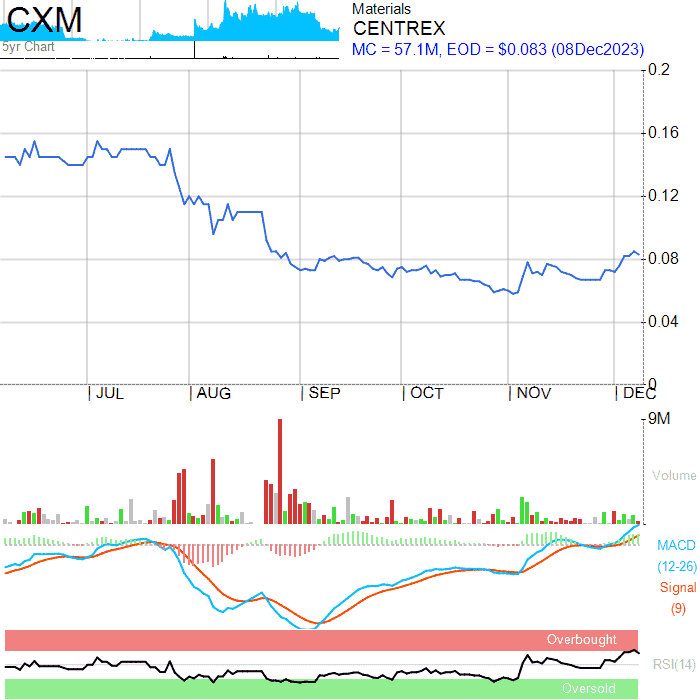 CXM
5yr Chart
Materials
CENTREX
MC = 57.1M, EOD = $0.083 (08Dec2023)
0.2
0.16
0.12
0.08
0.04
0
JUL AUG SEP OCT NOV DEC
9M
Volume
MACD
(12-26)
Signal
(9)
Overbought
RSI(14)
Oversold